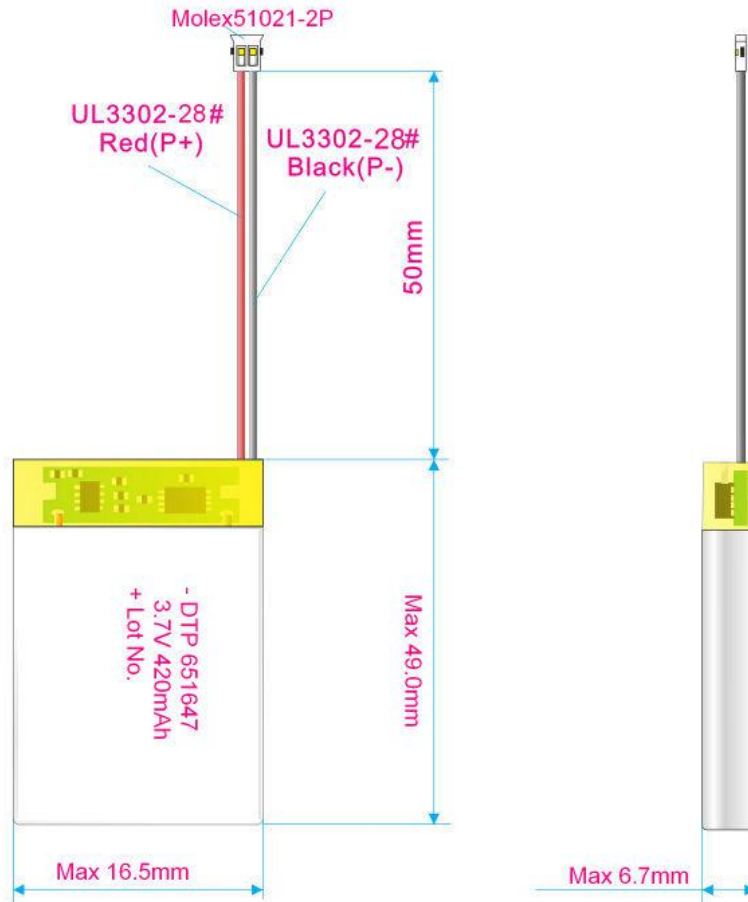 Molex51021-2P
UL3302-28#
Red(P+)
UL3302-28#
Black(P-)
50mm
- DTP 651647
3.7V 420mAh
+ Lot No.
Max 49.0mm
Max 16.5mm
Max 6.7mm